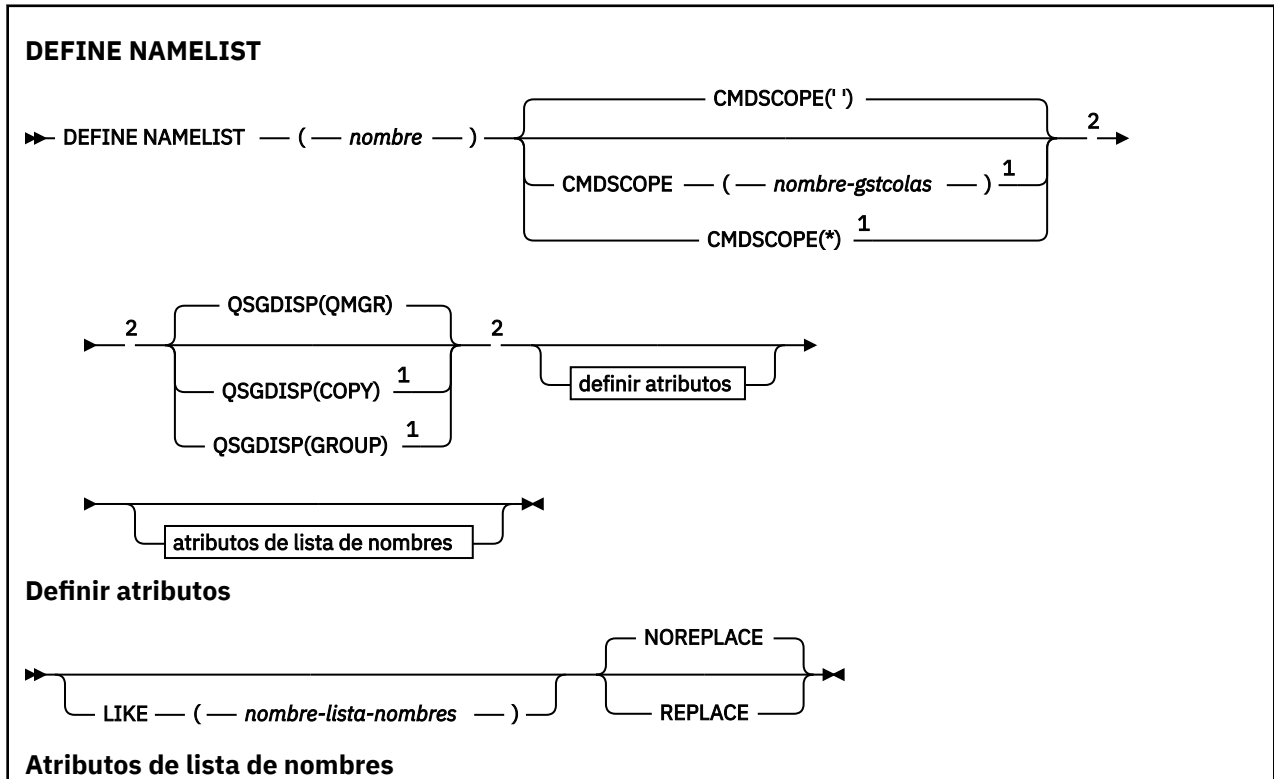 DEFINE NAMELIST
CMDSCOPE(' ')
DEFINE NAMELIST ( nombre ) 2
CMDSCOPE ( nombre-gstcolas ) 1
CMDSCOPE(*) 1
QSGDISP(QMGR)
2 2
QSGDISP(COPY) 1
definir atributos
QSGDISP(GROUP) 1
atributos de lista de nombres
Definir atributos
NOREPLACE
LIKE ( nombre-lista-nombres ) REPLACE
Atributos de lista de nombres